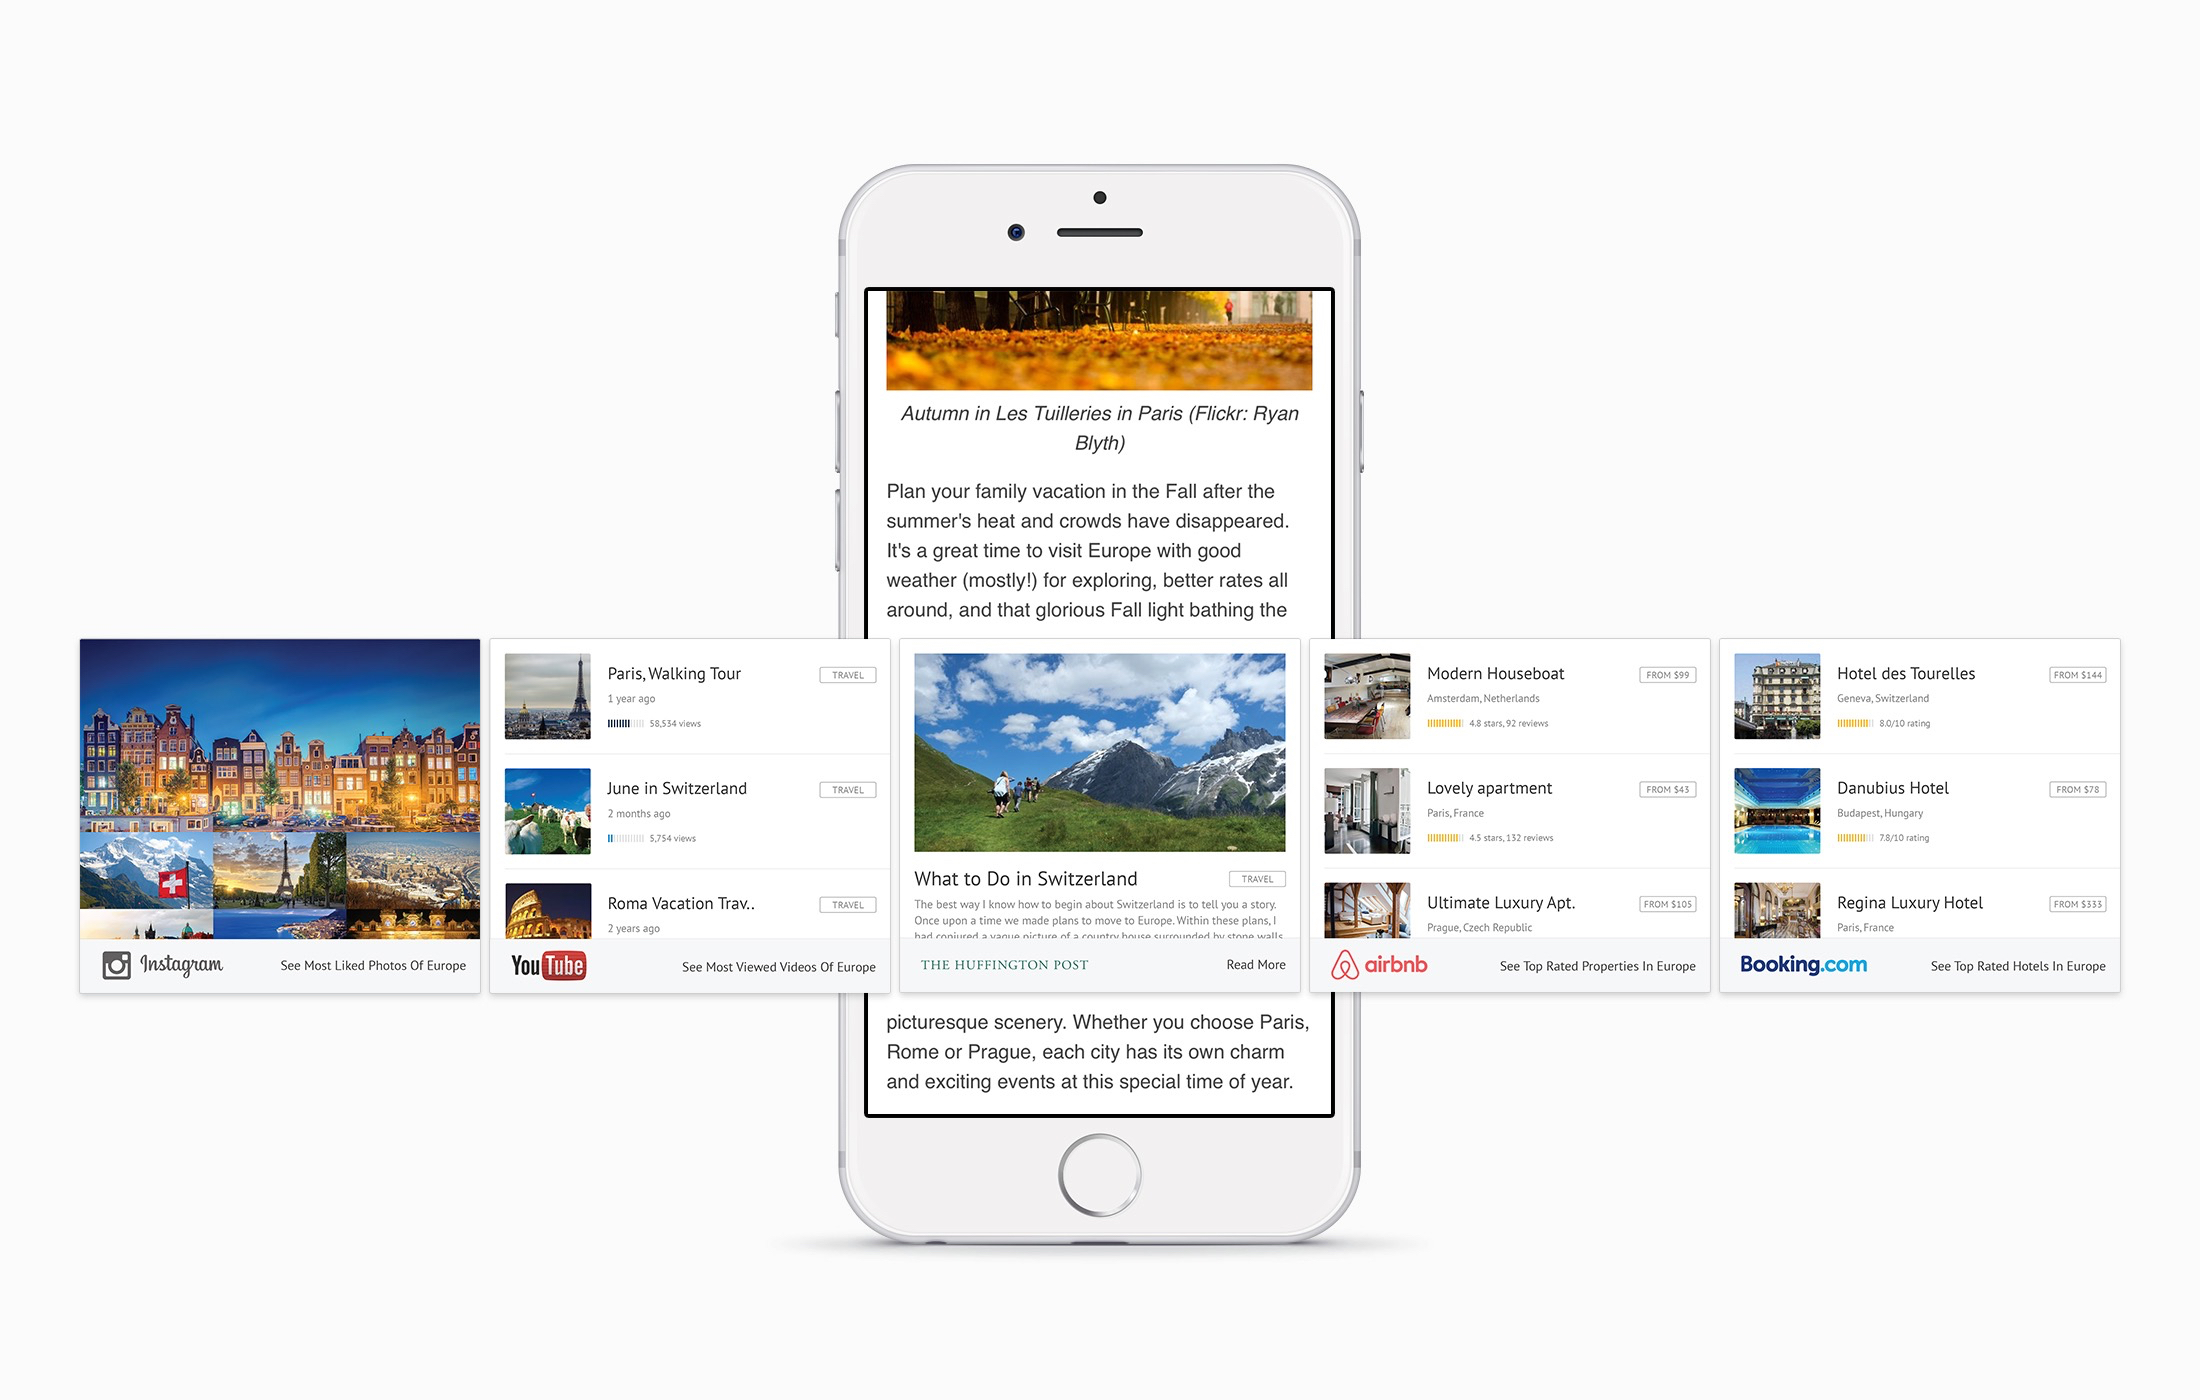 Autumn in Les Tuilleries in Paris (Flickr: Ryan
Blyth)
Plan your family vacation in the Fall after the
summer's heat and crowds have disappeared.
It's a great time to visit Europe with good
weather (mostly!) for exploring, better rates all
around, and that glorious Fall light bathing the
Instagram
See Most Liked Photos Of Europe
Paris, Walking Tour
TRAVEL
1 year ago
58,534 views
June in Switzerland
TRAVEL
2 months ago
5,754 views
Roma Vacation Trav..
TRAVEL
2 years ago
YouTube
See Most Viewed Videos Of Europe
What to Do in Switzerland
TRAVEL
The best way I know how to begin about Switzerland is to tell you a story.
Once upon a time we made plans to move to Europe. Within these plans, I
had conjured a vague picture of a country house surrounded by stone walls
THE HUFFINGTON POST
Read More
Modern Houseboat
FROM $99
Amsterdam, Netherlands
4.8 stars, 92 reviews
Lovely apartment
FROM $43
Paris, France
4.5 stars, 132 reviews
Ultimate Luxury Apt.
FROM $105
Prague, Czech Republic
airbnb
See Top Rated Properties In Europe
Hotel des Tourelles
FROM $144
Geneva, Switzerland
8.0/10 rating
Danubius Hotel
FROM $78
Budapest, Hungary
7.8/10 rating
Regina Luxury Hotel
FROM $333
Paris, France
Booking.com
See Top Rated Hotels In Europe
picturesque scenery. Whether you choose Paris,
Rome or Prague, each city has its own charm
and exciting events at this special time of year.